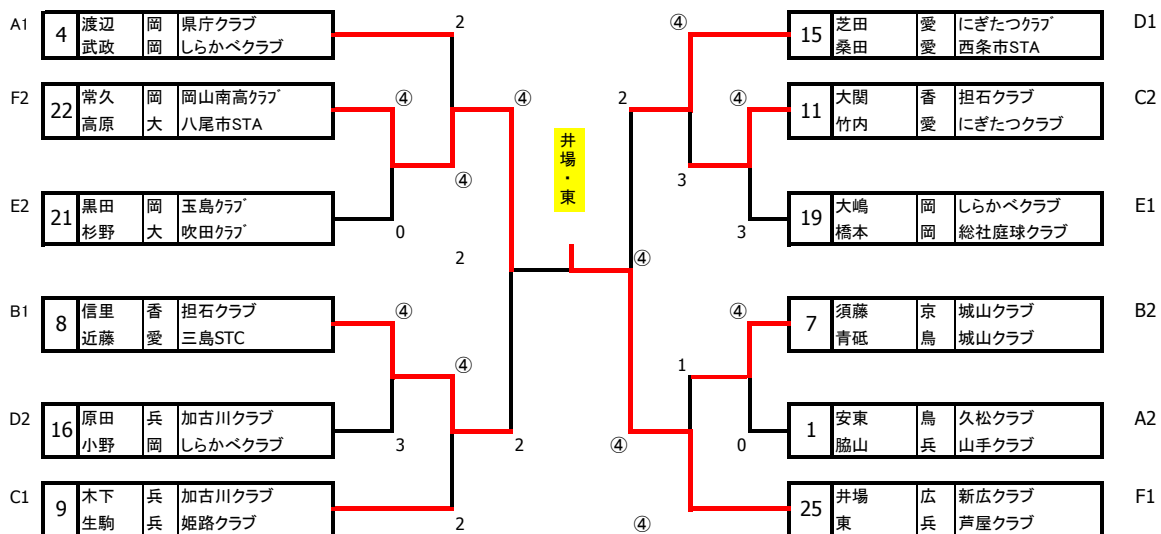 A1 4 渡辺 岡 県庁クラブ
武政 岡 しらかべクラブ
2
F2 22 常久 岡 岡山南高クラブ
高原 大 八尾市STA
④ ④
④
E2 21 黒田 岡 玉島クラブ
杉野 大 吹田クラブ
0
2
B1 8 信里 香 担石クラブ
近藤 愛 三島STC
④
④
D2 16 原田 兵 加古川クラブ
小野 岡 しらかべクラブ
3 2
C1 9 木下 兵 加古川クラブ
生駒 兵 姫路クラブ
2
井場・東
④ 15 芝田 愛 にぎたつクラブ D1
桑田 愛 西条市STA
2 ④ 11 大関 香 担石クラブ C2
竹内 愛 にぎたつクラブ
3
19 大嶋 岡 しらかベクラブ E1
橋本 岡 総社庭球クラブ
3
④
④ 7 須藤 京 城山クラブ B2
青砥 鳥 城山クラブ
1
1 安東 鳥 久松クラブ A2
脇山 兵 山手クラブ
④ 0
25 井場 広 新広クラブ F1
東 兵 芦屋クラブ
④